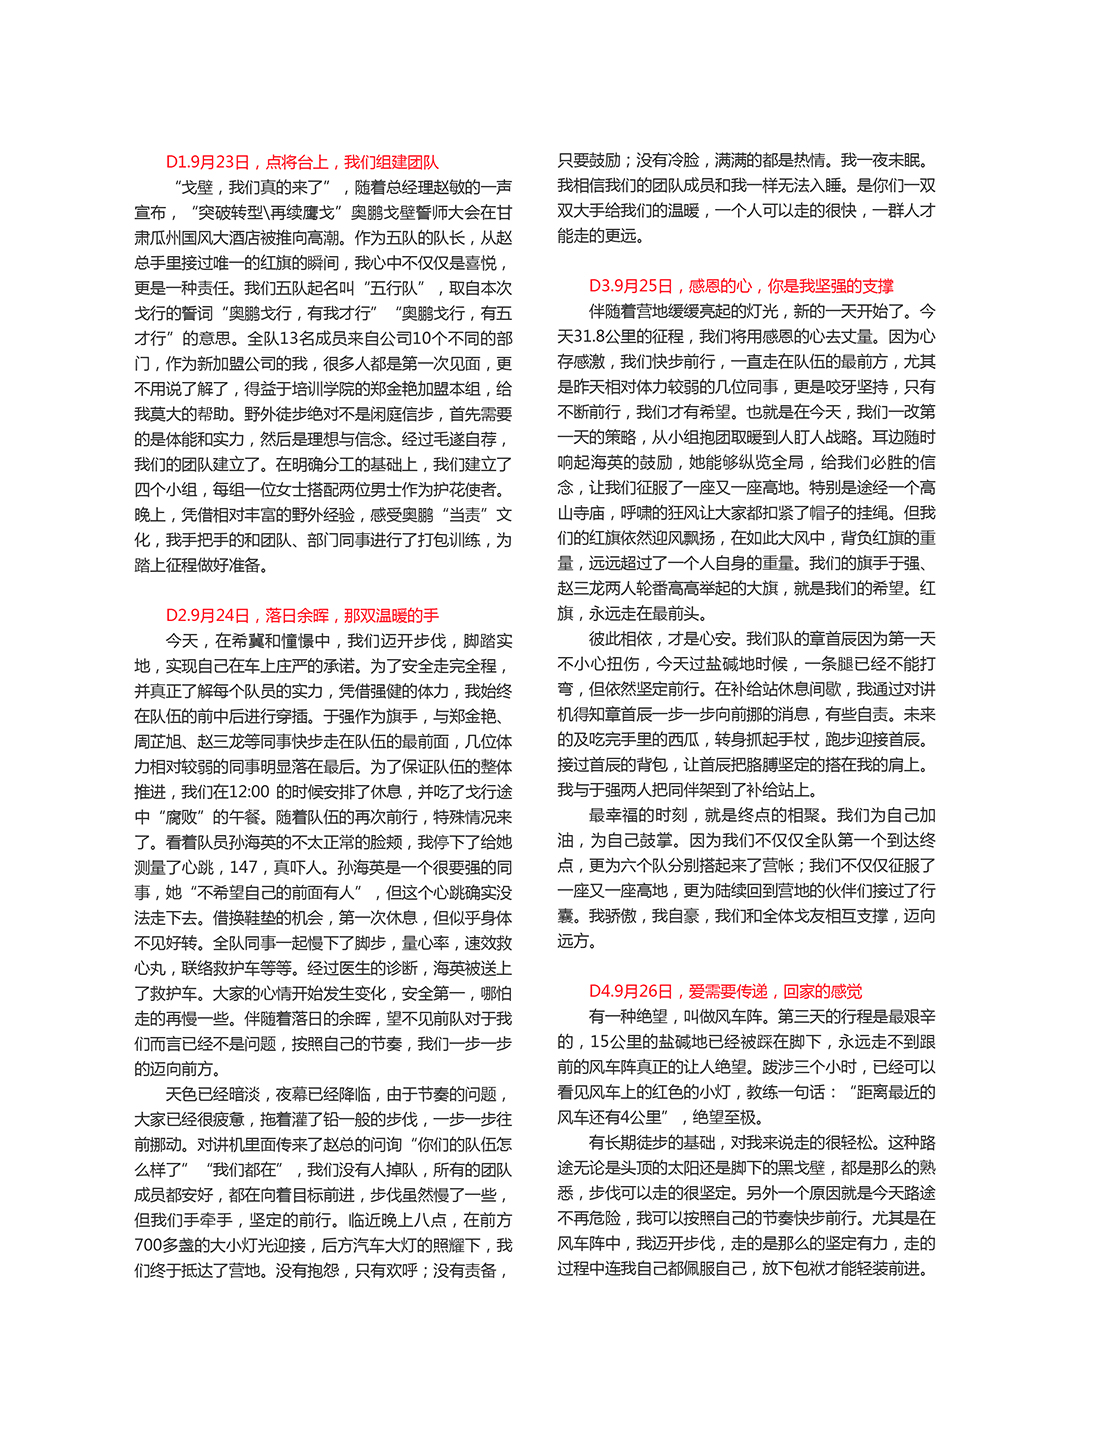 D1.9月23日，点将台上，我们组建团队
“戈壁，我们真的来了”，随着总经理赵敏的一声
宣布，“突破转型\再续鹰戈”奥鹏戈壁誓师大会在甘
肃瓜州国风大酒店被推向高潮。作为五队的队长，从赵
总手里接过唯一的红旗的瞬间，我心中不仅仅是喜悦，
更是一种责任。我们五队起名叫“五行队”，取自本次
戈行的誓词“奥鹏戈行，有我才行”“奥鹏戈行，有五
才行”的意思。全队13名成员来自公司10个不同的部
门，作为新加盟公司的我，很多人都是第一次见面，更
不用说了解了，得益于培训学院的郑金艳加盟本组，给
我莫大的帮助。野外徒步绝对不是闲庭信步，首先需要
的是体能和实力，然后是理想与信念。经过毛遂自荐，
我们的团队建立了。在明确分工的基础上，我们建立了
四个小组，每组一位女士搭配两位男士作为护花使者。
晚上，凭借相对丰富的野外经验，感受奥鹏“当责”文
化，我手把手的和团队、部门同事进行了打包训练，为
踏上征程做好准备。
D2.9月24日，落日余晖，那双温暖的手
今天，在希冀和憧憬中，我们迈开步伐，脚踏实
地，实现自己在车上庄严的承诺。为了安全走完全程，
并真正了解每个队员的实力，凭借强健的体力，我始终
在队伍的前中后进行穿插。于强作为旗手，与郑金艳、
周芷旭、赵三龙等同事快步走在队伍的最前面，几位体
力相对较弱的同事明显落在最后。为了保证队伍的整体
推进，我们在12:00 的时候安排了休息，并吃了戈行途
中“腐败”的午餐。随着队伍的再次前行，特殊情况来
了。看着队员孙海英的不太正常的脸颊，我停下了给她
测量了心跳，147，真吓人。孙海英是一个很要强的同
事，她“不希望自己的前面有人”，但这个心跳确实没
法走下去。借换鞋垫的机会，第一次休息，但似乎身体
不见好转。全队同事一起慢下了脚步，量心率，速效救
心丸，联络救护车等等。经过医生的诊断，海英被送上
了救护车。大家的心情开始发生变化，安全第一，哪怕
走的再慢一些。伴随着落日的余晖，望不见前队对于我
们而言已经不是问题，按照自己的节奏，我们一步一步
的迈向前方。
天色已经暗淡，夜幕已经降临，由于节奏的问题，
大家已经很疲惫，拖着灌了铅一般的步伐，一步一步往
前挪动。对讲机里面传来了赵总的问询“你们的队伍怎
么样了”“我们都在”，我们没有人掉队，所有的团队
成员都安好，都在向着目标前进，步伐虽然慢了一些，
但我们手牵手，坚定的前行。临近晚上八点，在前方
700多盏的大小灯光迎接，后方汽车大灯的照耀下，我
们终于抵达了营地。没有抱怨，只有欢呼；没有责备，
只要鼓励；没有冷脸，满满的都是热情。我一夜未眠。
我相信我们的团队成员和我一样无法入睡。是你们一双
双大手给我们的温暖，一个人可以走的很快，一群人才
能走的更远。
D3.9月25日，感恩的心，你是我坚强的支撑
伴随着营地缓缓亮起的灯光，新的一天开始了。今
天31.8公里的征程，我们将用感恩的心去丈量。因为心
存感激，我们快步前行，一直走在队伍的最前方，尤其
是昨天相对体力较弱的几位同事，更是咬牙坚持，只有
不断前行，我们才有希望。也就是在今天，我们一改第
一天的策略，从小组抱团取暖到人盯人战略。耳边随时
响起海英的鼓励，她能够纵览全局，给我们必胜的信
念，让我们征服了一座又一座高地。特别是途经一个高
山寺庙，呼啸的狂风让大家都扣紧了帽子的挂绳。但我
们的红旗依然迎风飘扬，在如此大风中，背负红旗的重
量，远远超过了一个人自身的重量。我们的旗手于强、
赵三龙两人轮番高高举起的大旗，就是我们的希望。红
旗，永远走在最前头。
彼此相依，才是心安。我们队的章首辰因为第一天
不小心扭伤，今天过盐碱地时候，一条腿已经不能打
弯，但依然坚定前行。在补给站休息间歇，我通过对讲
机得知章首辰一步一步向前挪的消息，有些自责。未来
的及吃完手里的西瓜，转身抓起手杖，跑步迎接首辰。
接过首辰的背包，让首辰把胳膊坚定的搭在我的肩上。
我与于强两人把同伴架到了补给站上。
最幸福的时刻，就是终点的相聚。我们为自己加
油，为自己鼓掌。因为我们不仅仅全队第一个到达终
点，更为六个队分别搭起来了营帐；我们不仅仅征服了
一座又一座高地，更为陆续回到营地的伙伴们接过了行
囊。我骄傲，我自豪，我们和全体戈友相互支撑，迈向
远方。
D4.9月26日，爱需要传递，回家的感觉
有一种绝望，叫做风车阵。第三天的行程是最艰辛
的，15公里的盐碱地已经被踩在脚下，永远走不到跟
前的风车阵真正的让人绝望。跋涉三个小时，已经可以
看见风车上的红色的小灯，教练一句话：“距离最近的
风车还有4公里”，绝望至极。
有长期徒步的基础，对我来说走的很轻松。这种路
途无论是头顶的太阳还是脚下的黑戈壁，都是那么的熟
悉，步伐可以走的很坚定。另外一个原因就是今天路途
不再危险，我可以按照自己的节奏快步前行。尤其是在
风车阵中，我迈开步伐，走的是那么的坚定有力，走的
过程中连我自己都佩服自己，放下包袱才能轻装前进。